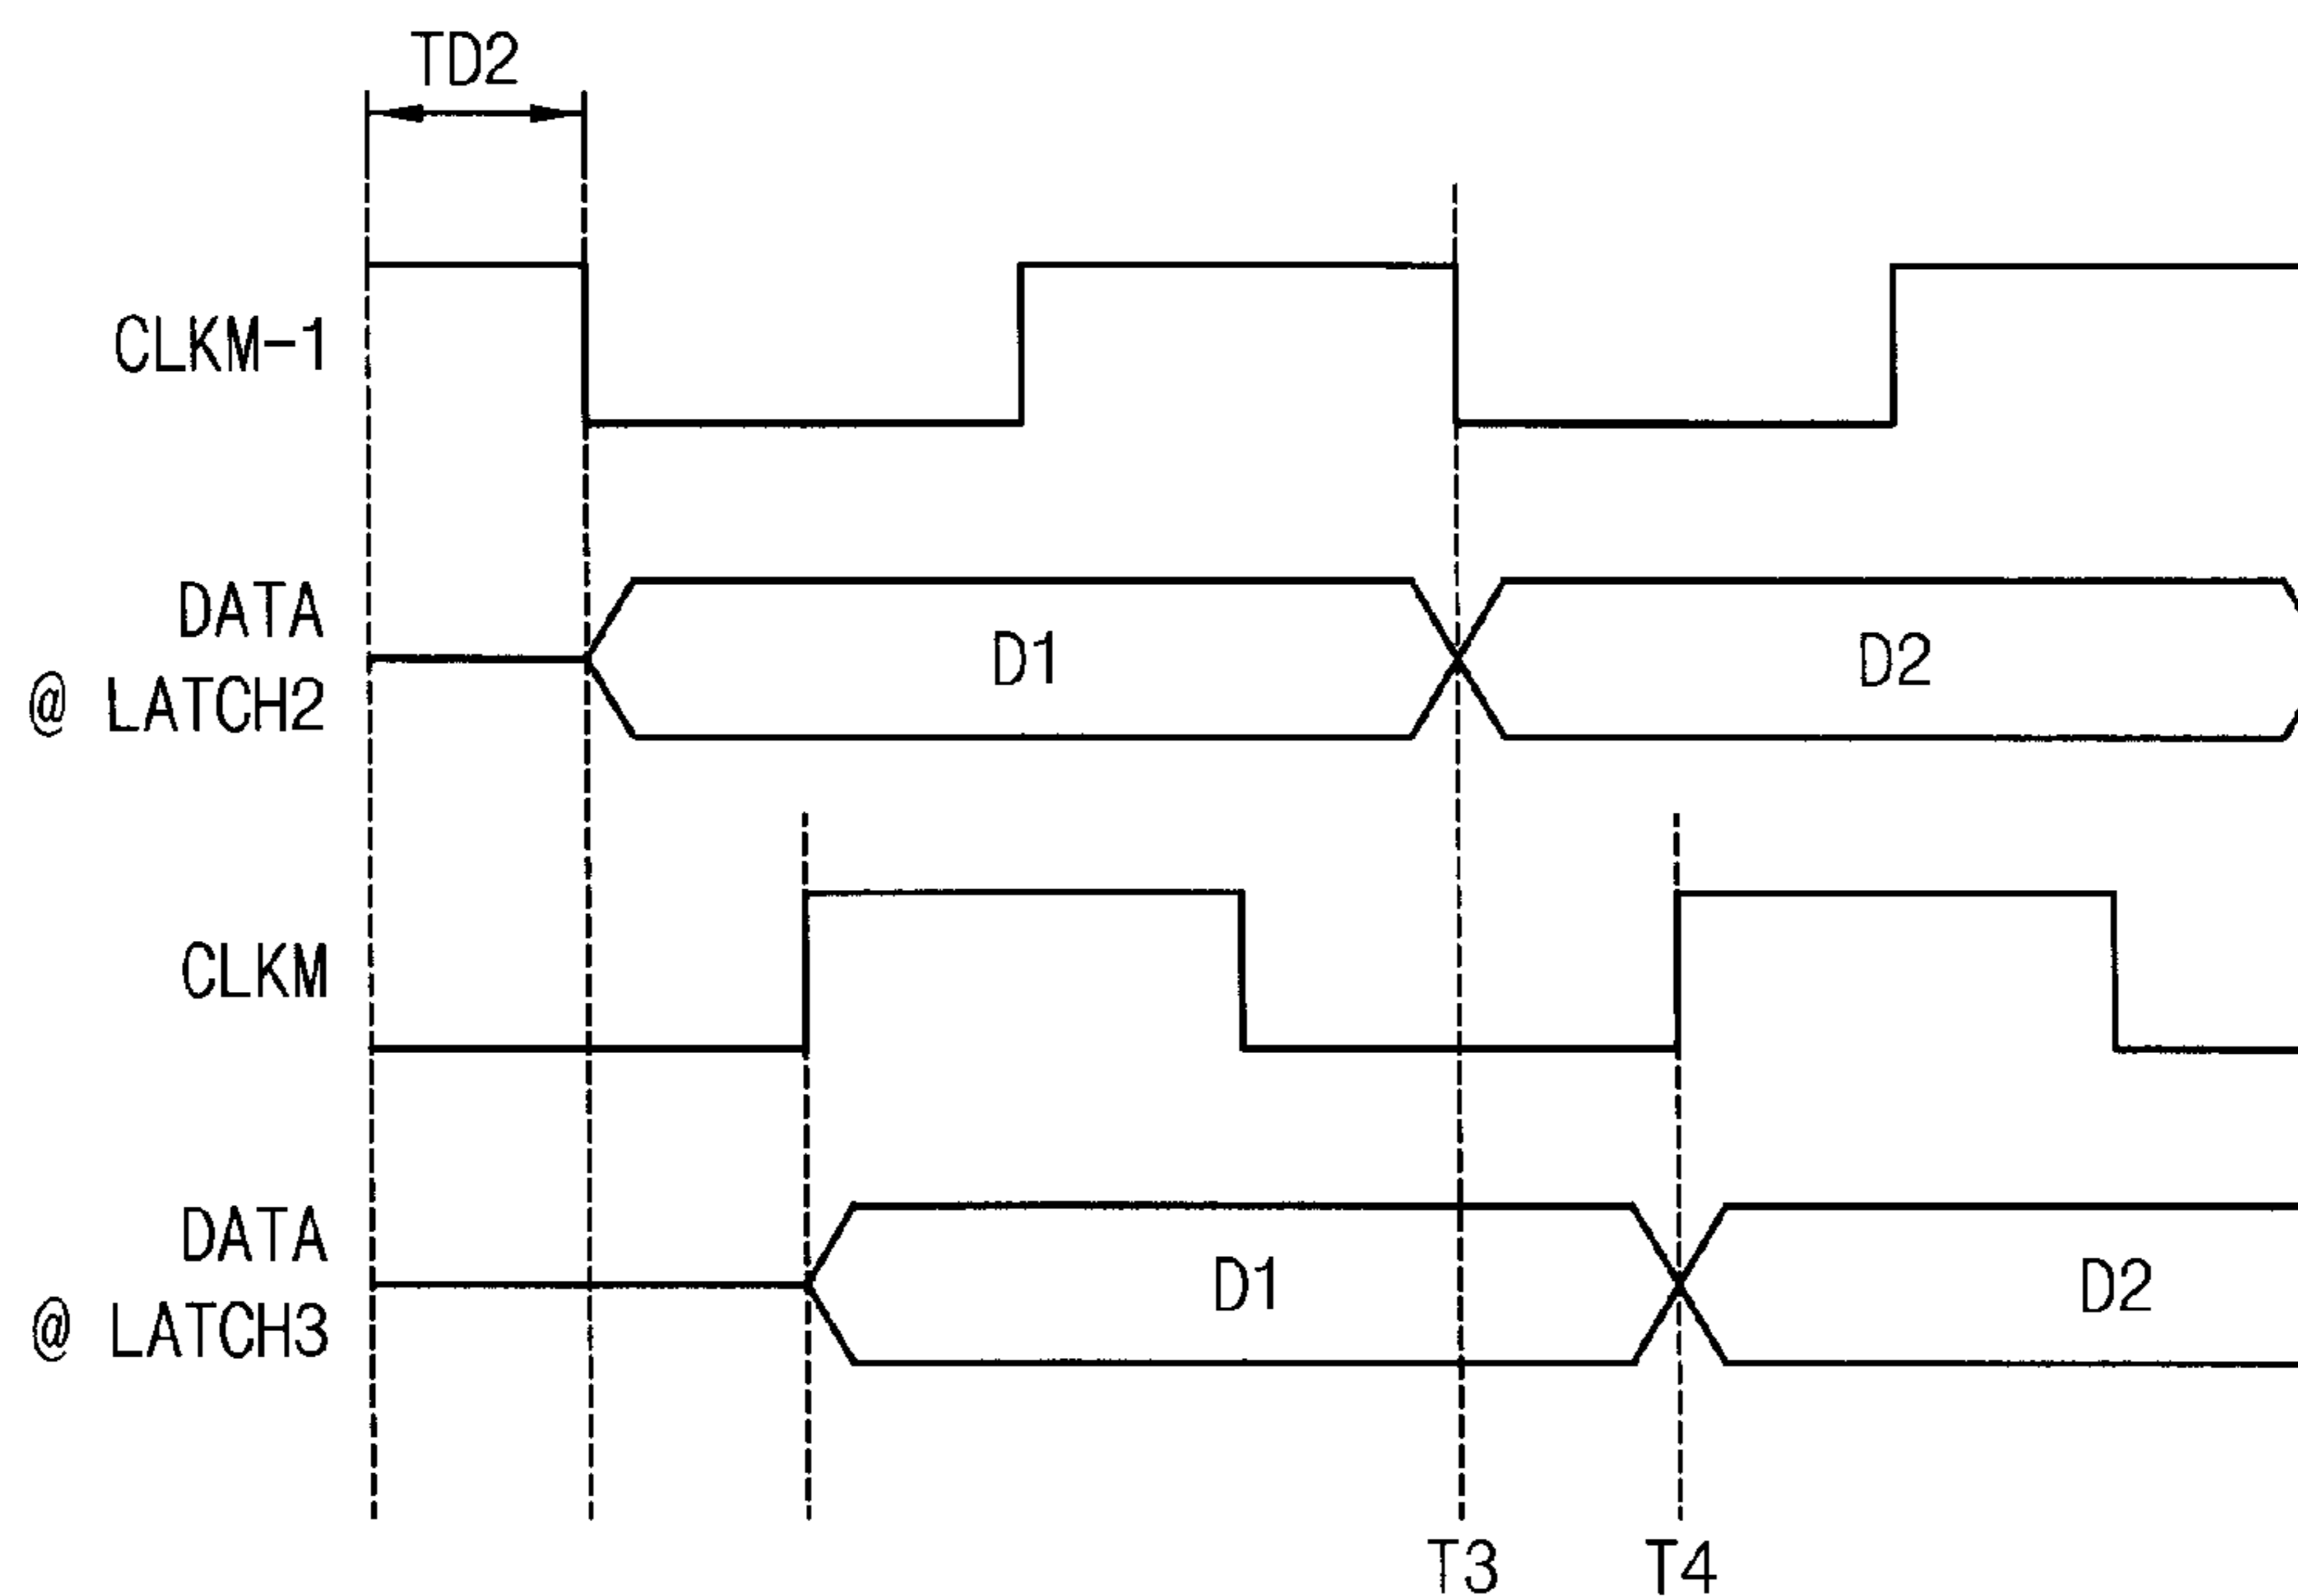 TD2
CLKM-1
DATA
@ LATCH2
D1
D2
CLKM
DATA
@ LATCH3
D1
D2
T3
T4